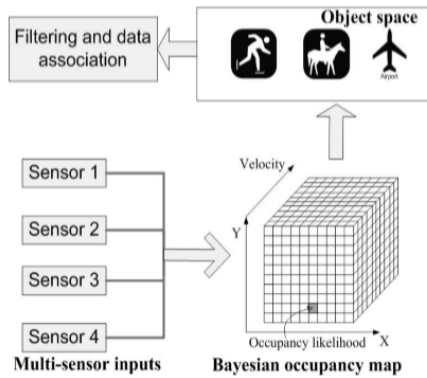 Object space
Filtering and data
association
Airport
Velocity
Sensor 1
Y
Sensor 2
Sensor 3
Sensor 4
Occupancy likelihood
X
Multi-sensor inputs
Bayesian occupancy map